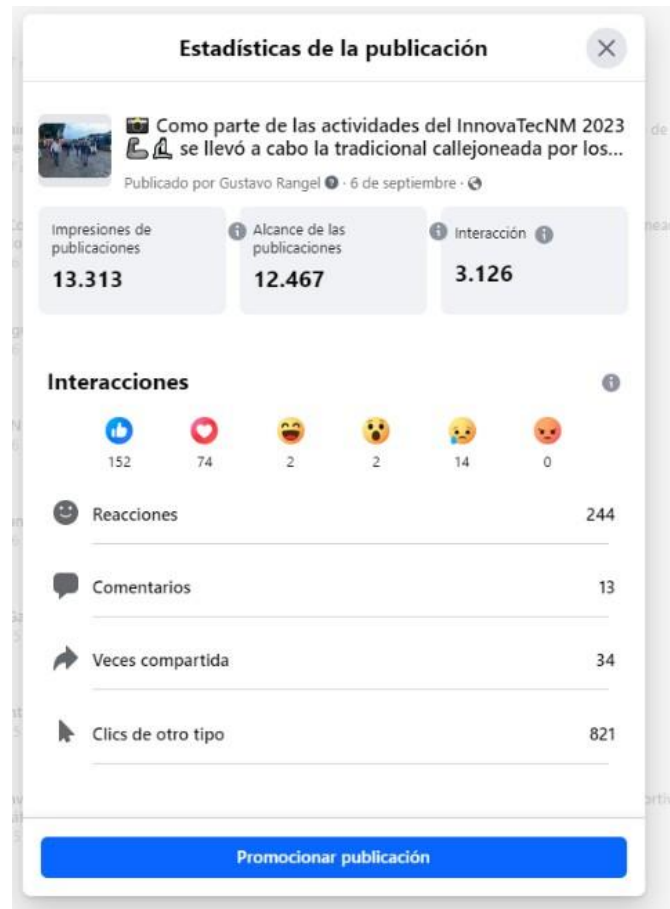 Estadísticas de la publicación
📸 Como parte de las actividades del InnovaTecNM 2023
🦾🦾 se llevó a cabo la tradicional callejoneada por los...
Publicado por Gustavo Rangel · 6 de septiembre ·
Impresiones de
publicaciones
13.313
Alcance de las
publicaciones
12.467
Interacción
3.126
Interacciones
152 74 2 2 14 0
Reacciones 244
Comentarios 13
Veces compartida 34
Clics de otro tipo 821
Promocionar publicación